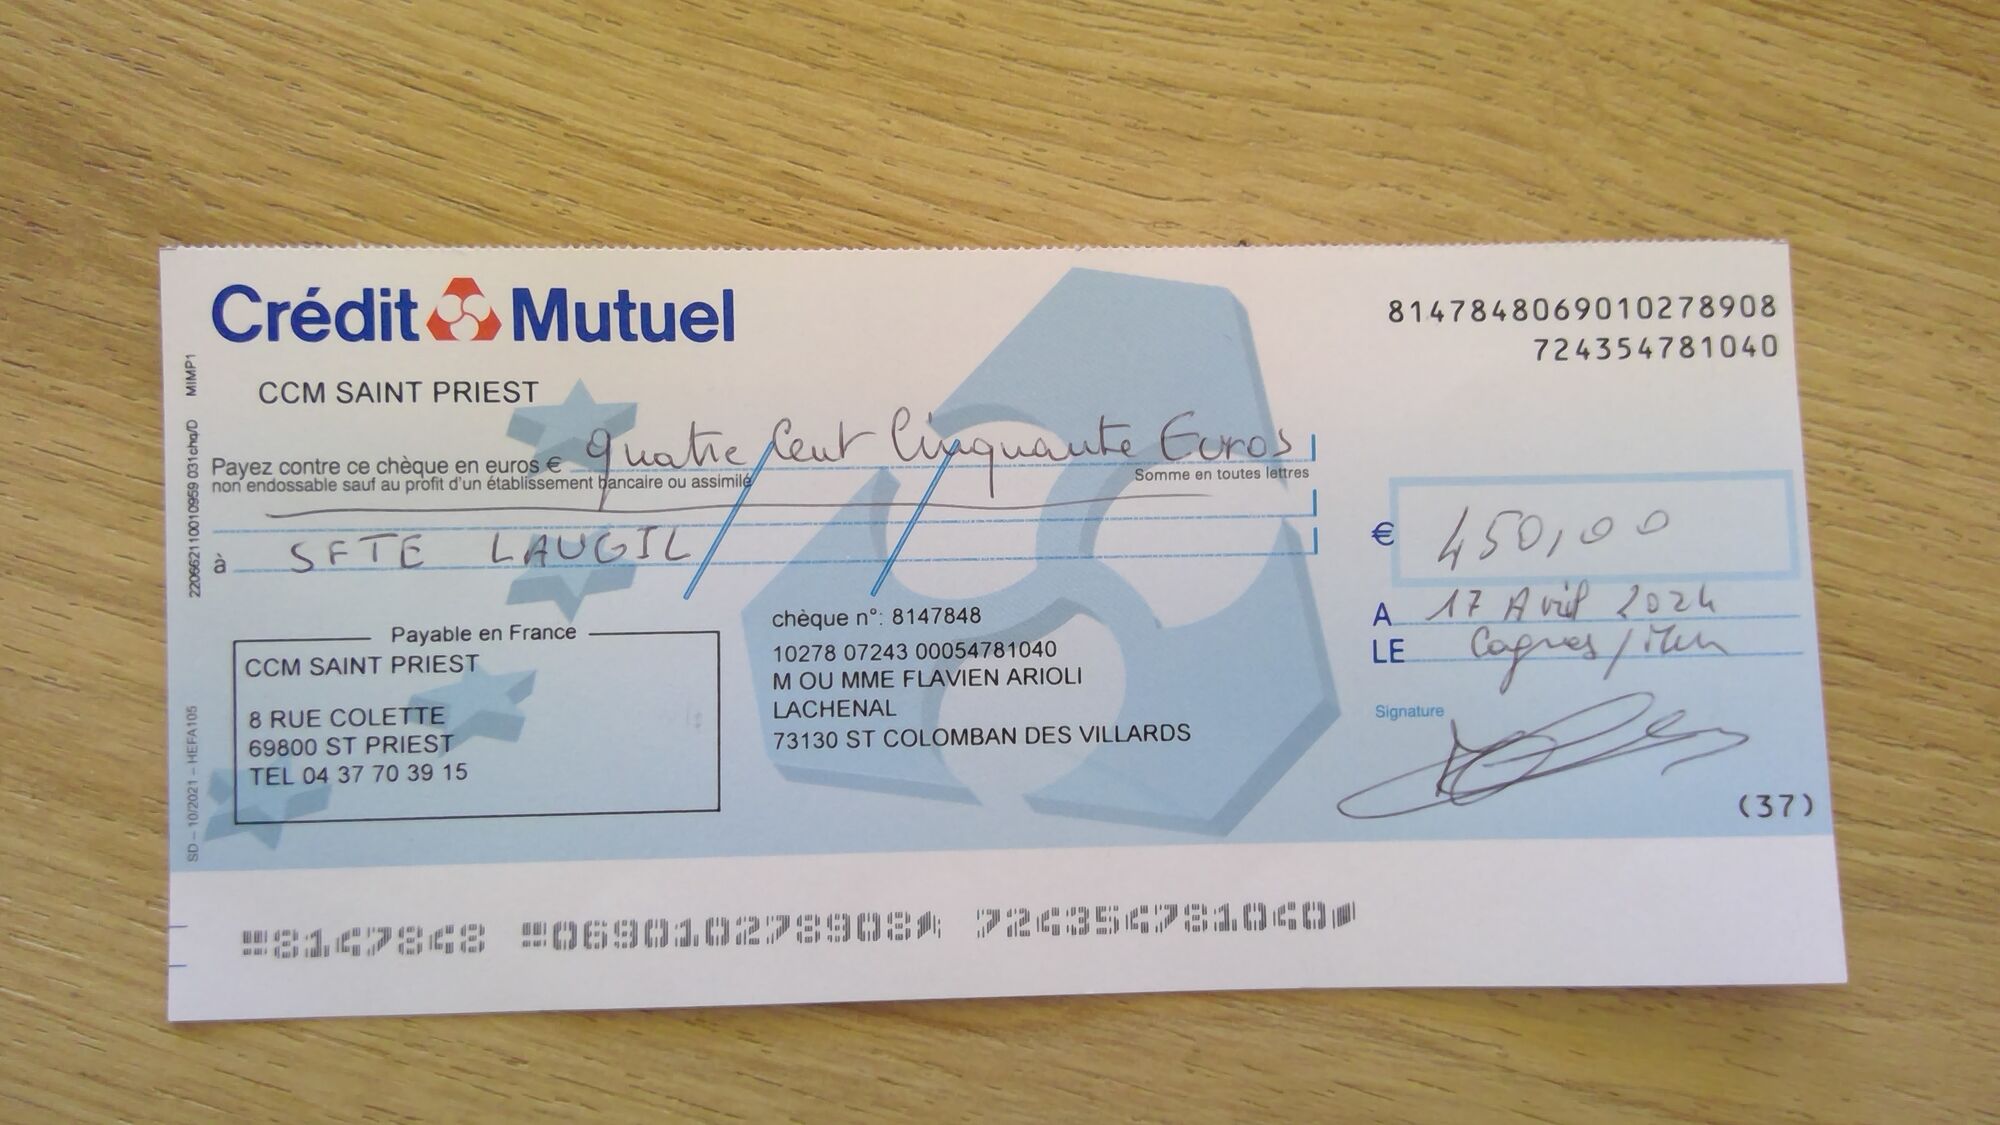 Crédit Mutuel
8147848069010278908
724354781040
CCM SAINT PRIEST
Payez contre ce chèque en euros € quatre Cent Cinquante Euros
non endossable sauf au profit d'un établissement bancaire ou assimilé
Somme en toutes lettres
à SFTE LAUGIL
€ 450,00
A 17 Avril 2024
LE Cagnes / Mer
Payable en France
CCM SAINT PRIEST
8 RUE COLETTE
69800 ST PRIEST
TEL 04 37 70 39 15
chèque n°: 8147848
10278 07243 00054781040
M OU MME FLAVIEN ARIOLI
LACHENAL
73130 ST COLOMBAN DES VILLARDS
Signature
(37)
8147848 069010278908 724354781040
MIMP1
031chq/D
SD – 10/2021 – HEFA105